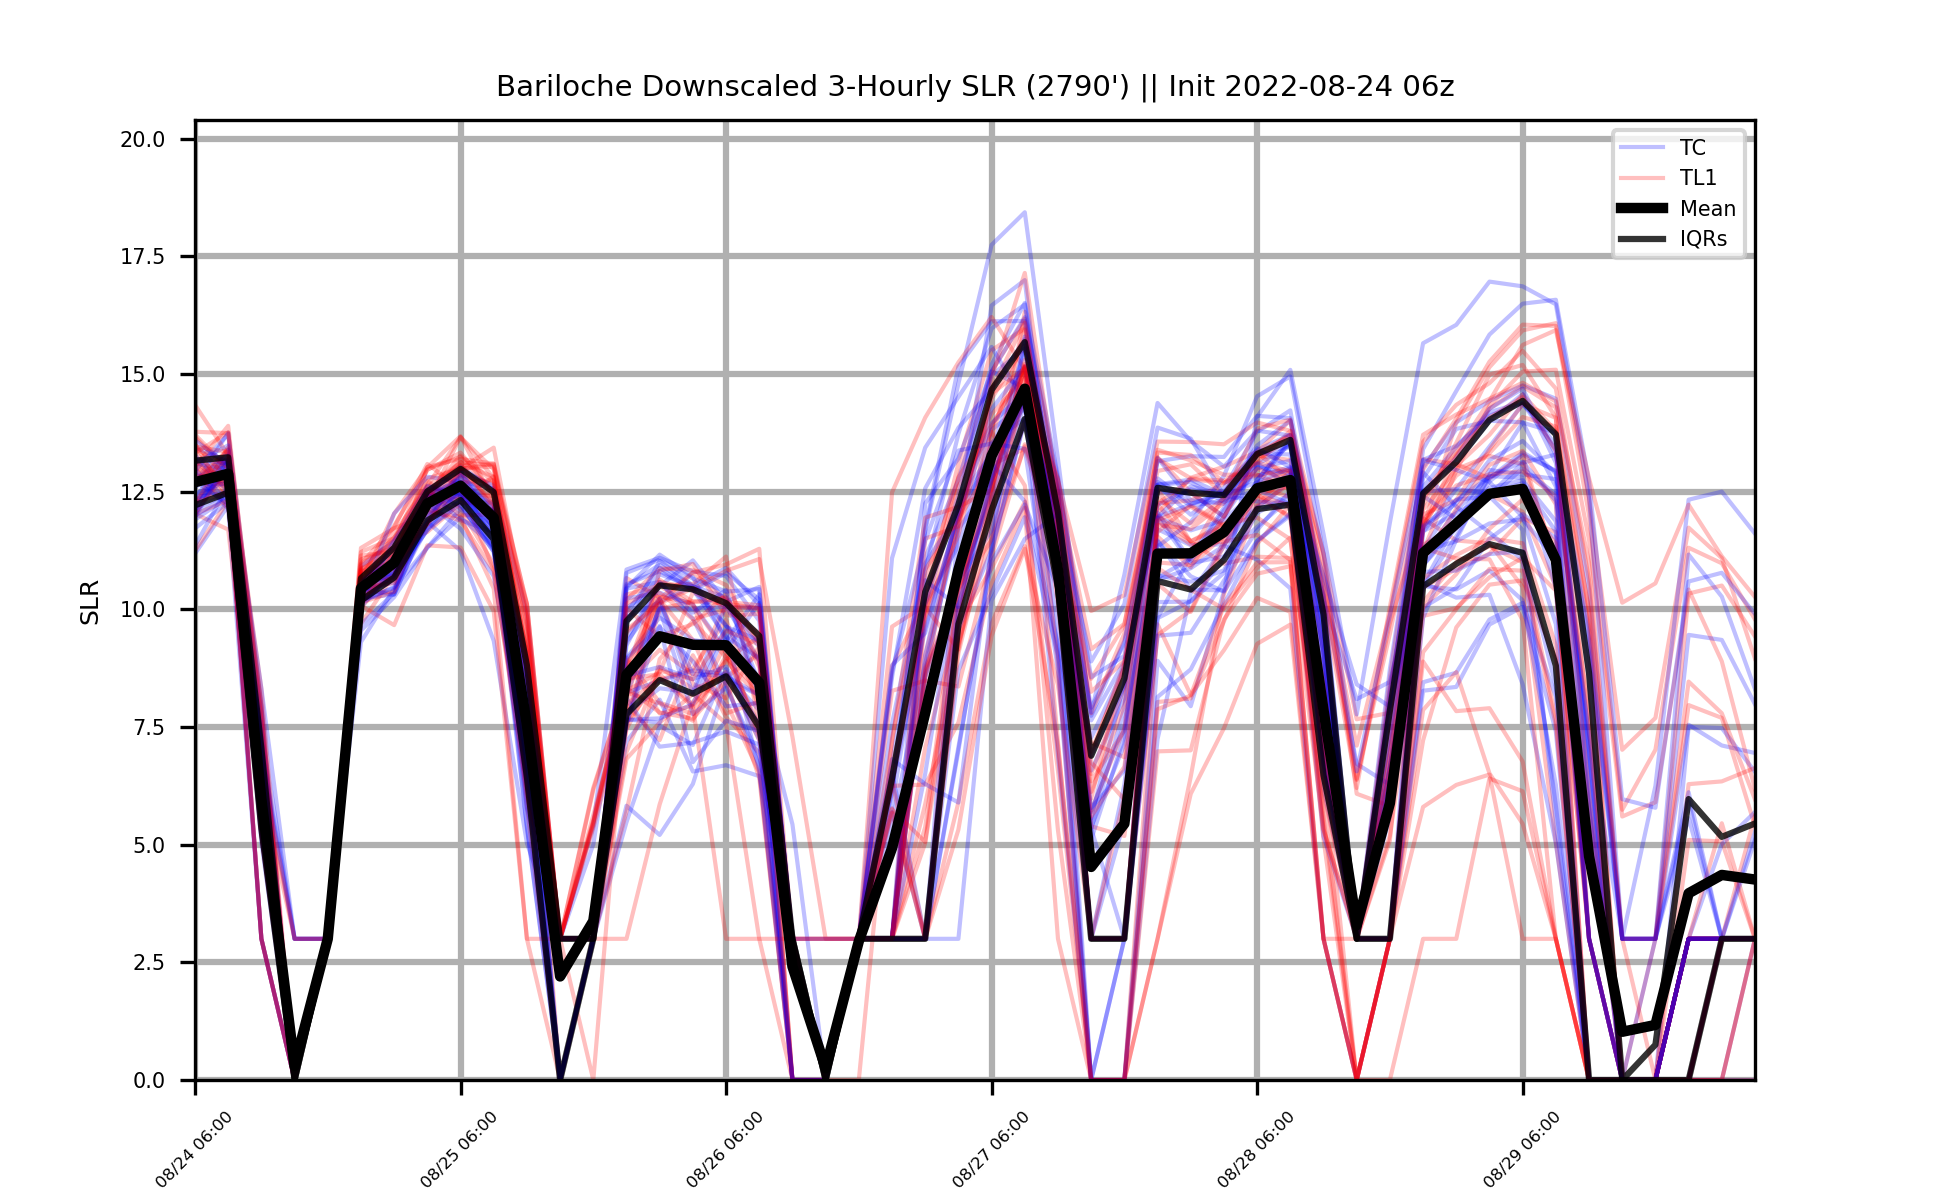 Bariloche Downscaled 3-Hourly SLR (2790') || Init 2022-08-24 06z
TC
TL1
Mean
IQRs
SLR
20.0
17.5
15.0
12.5
10.0
7.5
5.0
2.5
0.0
08/24 06:00
08/25 06:00
08/26 06:00
08/27 06:00
08/28 06:00
08/29 06:00